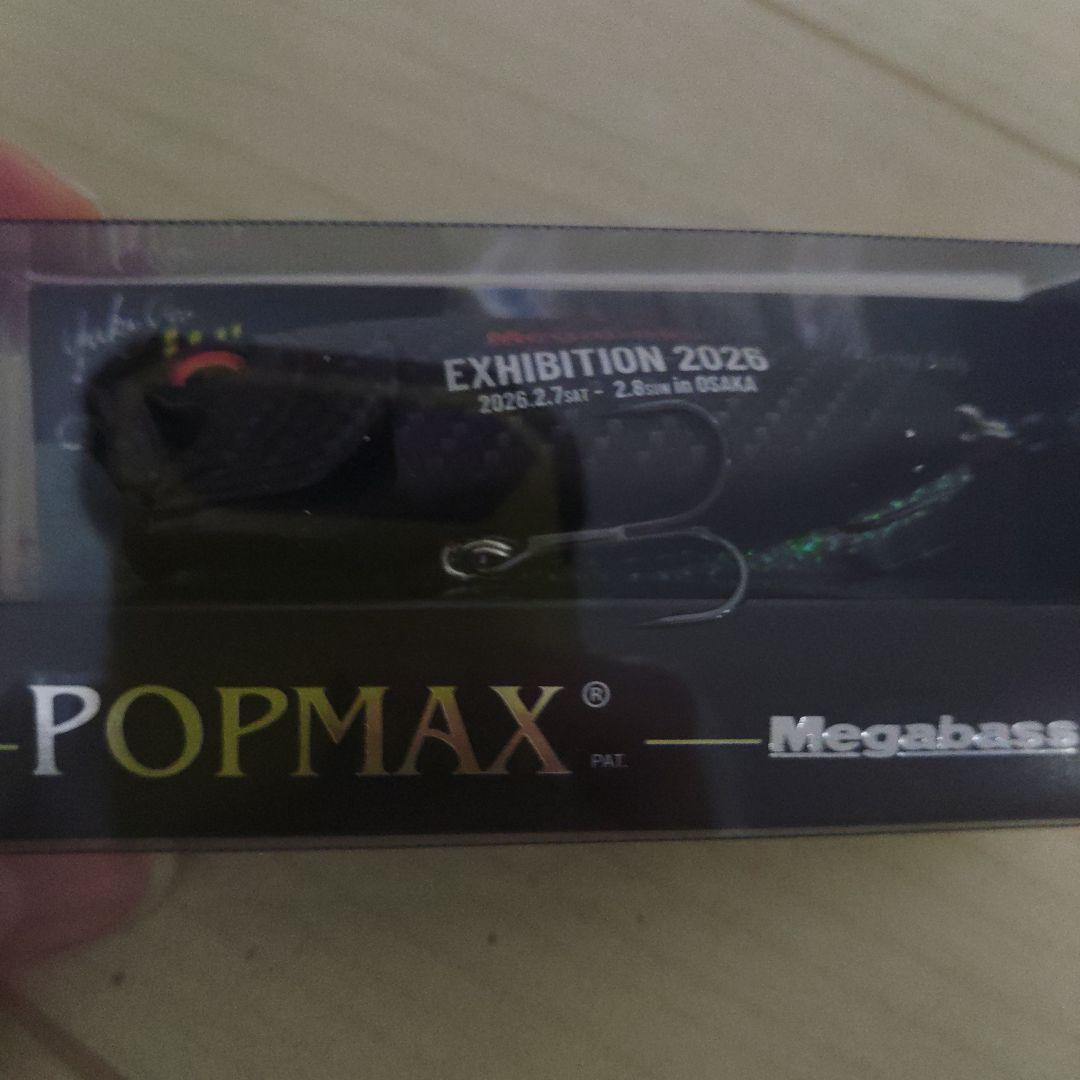 EXHIBITION 2026
2026.2.7SAT - 2.8SUN in OSAKA
POPMAX®
PAT.
Megabass